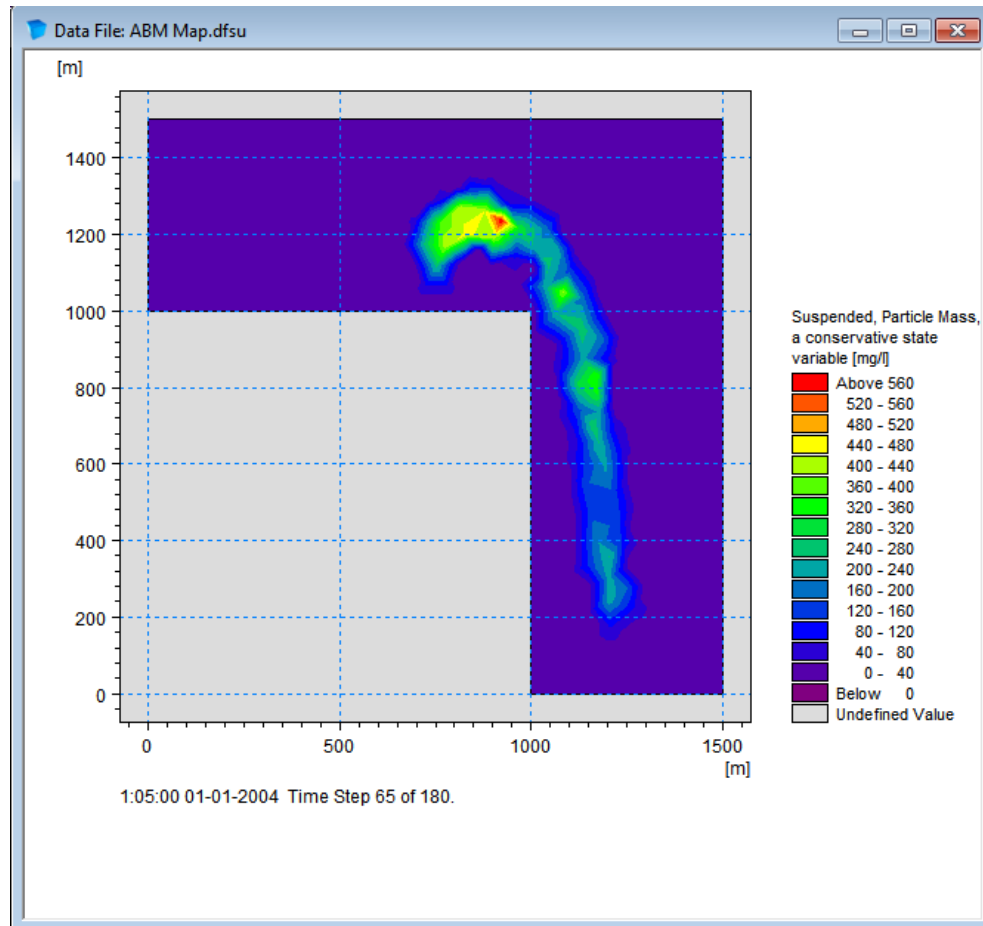 Data File: ABM Map.dfsu
[m]
1400
1200
1000
800
600
400
200
0
0 500 1000 1500
[m]
1:05:00 01-01-2004 Time Step 65 of 180.
Suspended, Particle Mass,
a conservative state
variable [mg/l]
Above 560
520 - 560
480 - 520
440 - 480
400 - 440
360 - 400
320 - 360
280 - 320
240 - 280
200 - 240
160 - 200
120 - 160
80 - 120
40 - 80
0 - 40
Below 0
Undefined Value